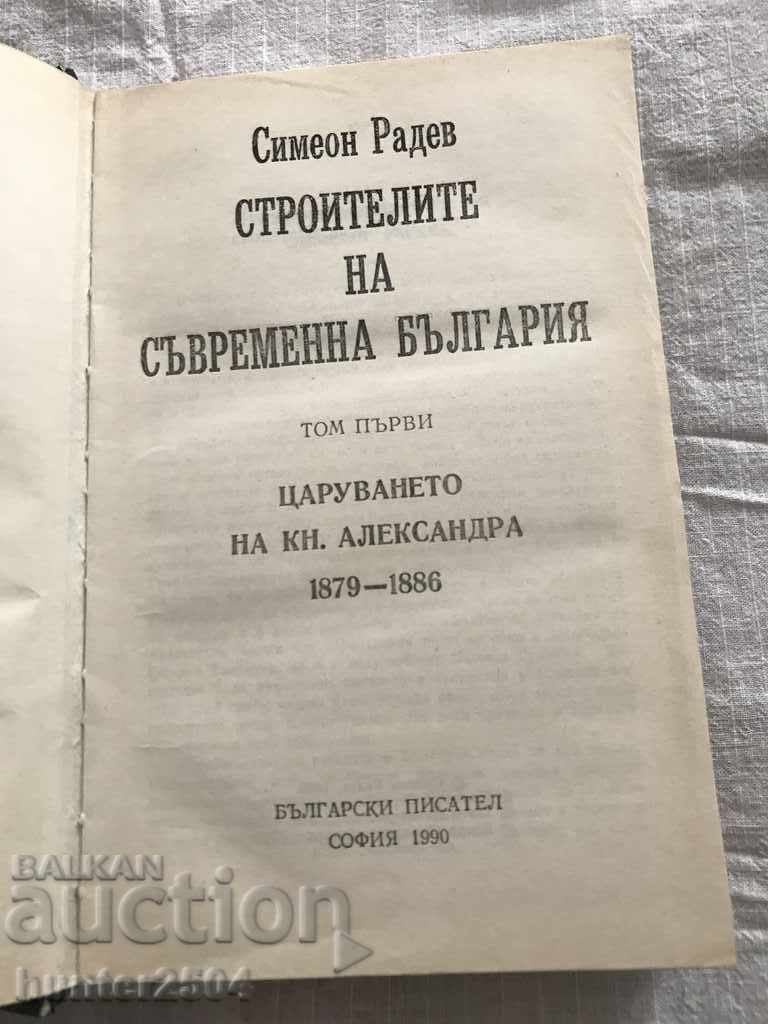 Симеон Радев
СТРОИТЕЛИТЕ
НА
СЪВРЕМЕННА БЪЛГАРИЯ
ТОМ ПЪРВИ
ЦАРУВАНЕТО
НА КН. АЛЕКСАНДРА
1879—1886
БЪЛГАРСКИ ПИСАТЕЛ
СОФИЯ 1990
BALKAN
auction
hunter2504